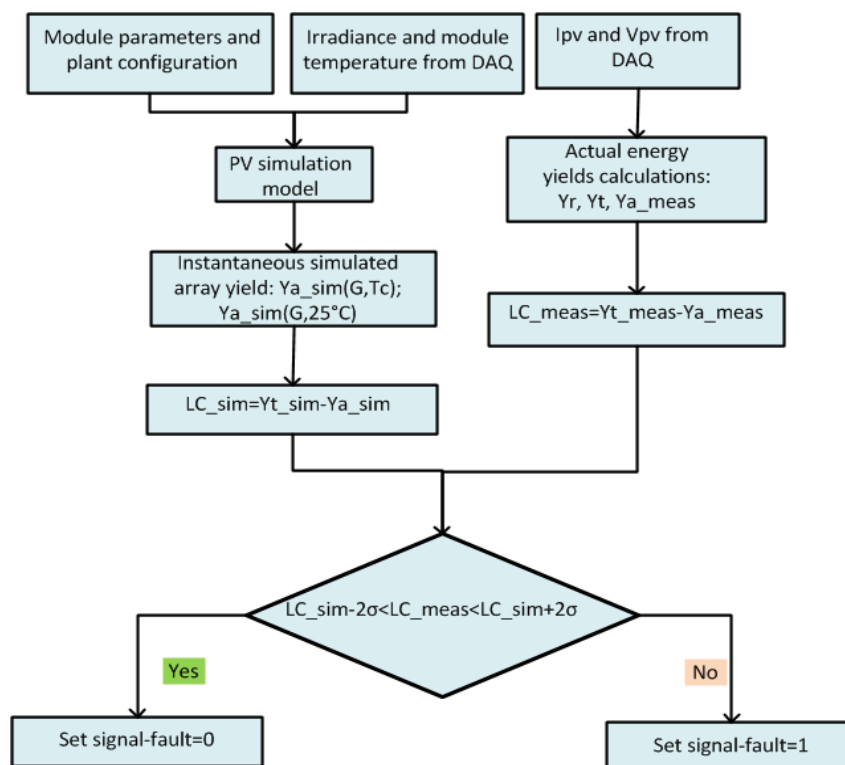 Module parameters and
plant configuration
Irradiance and module
temperature from DAQ
Ipv and Vpv from
DAQ
PV simulation
model
Actual energy
yields calculations:
Yr, Yt, Ya_meas
Instantaneous simulated
array yield: Ya_sim(G,Tc);
Ya_sim(G,25°C)
LC_meas=Yt_meas-Ya_meas
LC_sim=Yt_sim-Ya_sim
LC_sim-2σ<LC_meas<LC_sim+2σ
Yes
No
Set signal-fault=0
Set signal-fault=1